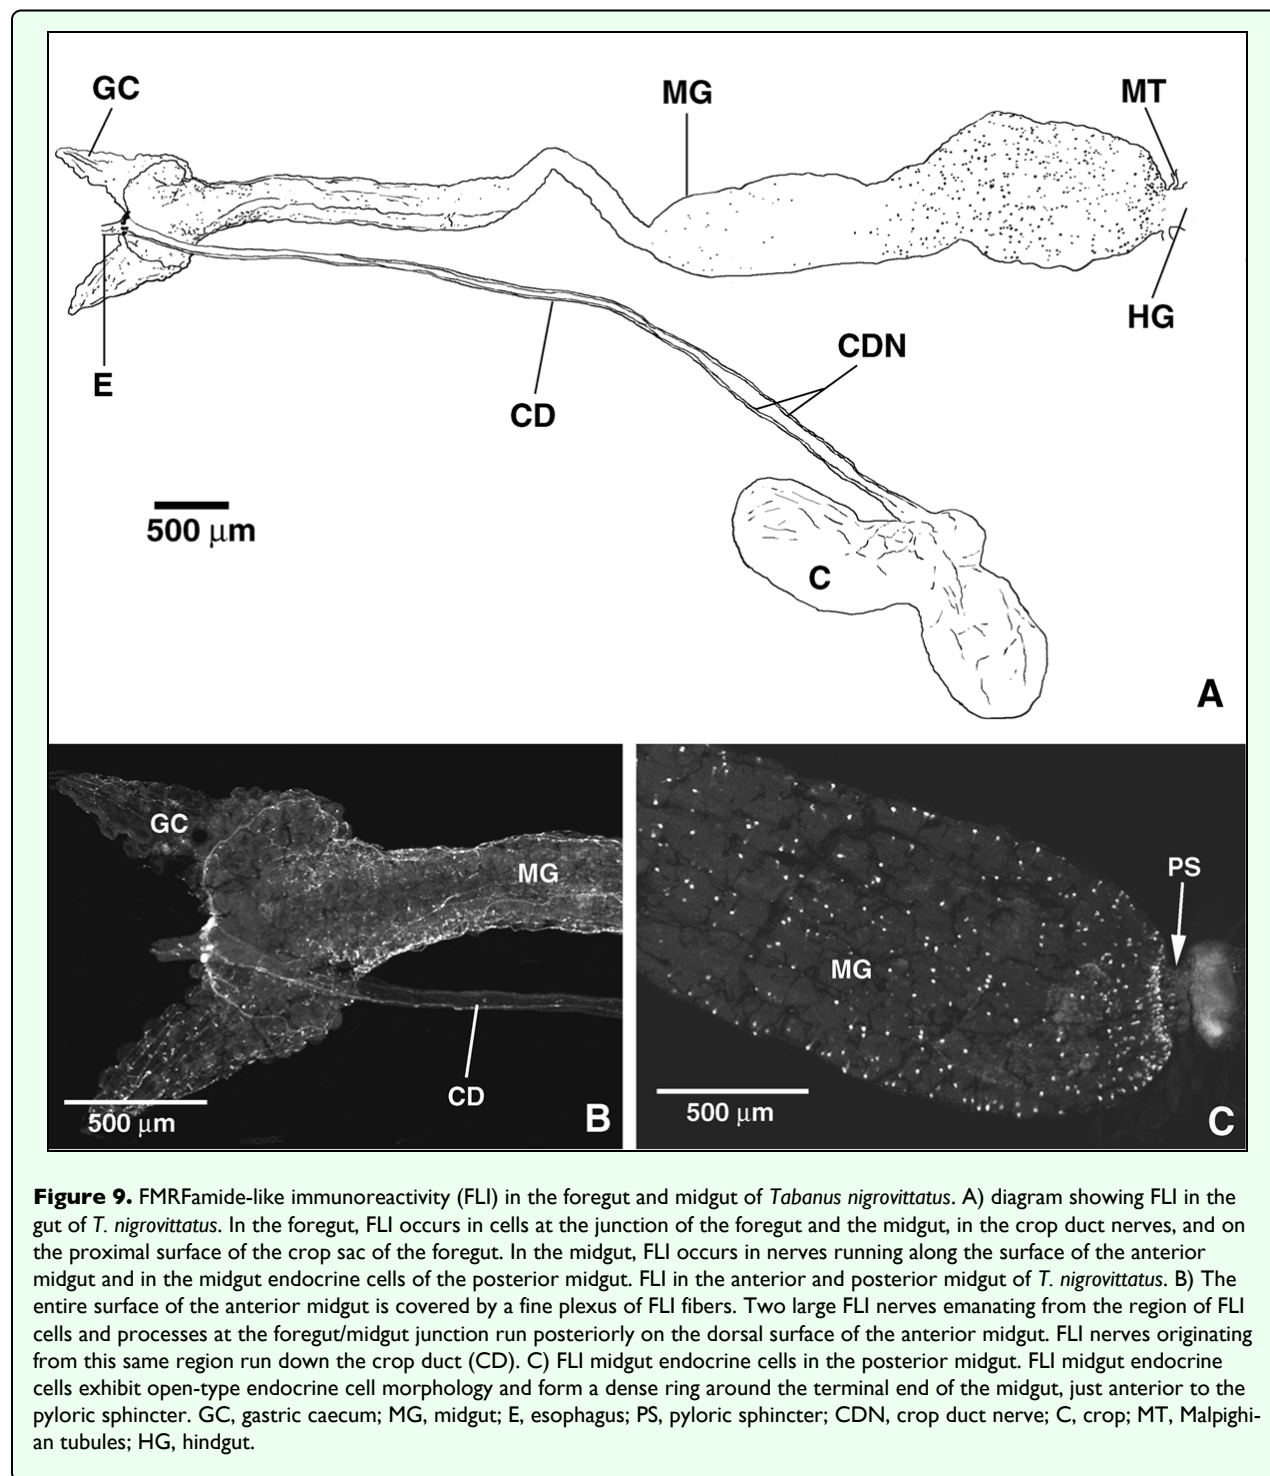 GC
MG
MT
HG
CDN
E
CD
500 μm
C
A
GC
MG
PS
MG
CD
500 μm
B
500 μm
C
Figure 9. FMRFamide-like immunoreactivity (FLI) in the foregut and midgut of Tabanus nigrovittatus. A) diagram showing FLI in the
gut of T. nigrovittatus. In the foregut, FLI occurs in cells at the junction of the foregut and the midgut, in the crop duct nerves, and on
the proximal surface of the crop sac of the foregut. In the midgut, FLI occurs in nerves running along the surface of the anterior
midgut and in the midgut endocrine cells of the posterior midgut. FLI in the anterior and posterior midgut of T. nigrovittatus. B) The
entire surface of the anterior midgut is covered by a fine plexus of FLI fibers. Two large FLI nerves emanating from the region of FLI
cells and processes at the foregut/midgut junction run posteriorly on the dorsal surface of the anterior midgut. FLI nerves originating
from this same region run down the crop duct (CD). C) FLI midgut endocrine cells in the posterior midgut. FLI midgut endocrine
cells exhibit open-type endocrine cell morphology and form a dense ring around the terminal end of the midgut, just anterior to the
pyloric sphincter. GC, gastric caecum; MG, midgut; E, esophagus; PS, pyloric sphincter; CDN, crop duct nerve; C, crop; MT, Malpighi-
an tubules; HG, hindgut.